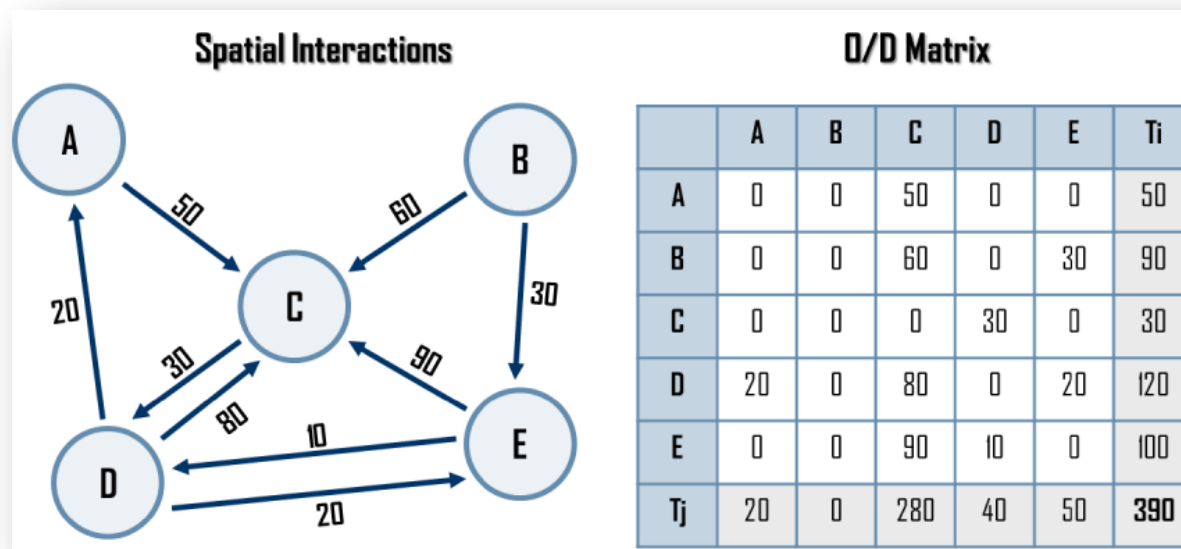 Spatial Interactions
A
B
50
60
C
20
30
30
90
80
10
D
E
20
O/D Matrix
A B C D E Ti
A 0 0 50 0 0 50
B 0 0 60 0 30 90
C 0 0 0 30 0 30
D 20 0 80 0 20 120
E 0 0 90 10 0 100
Tj 20 0 280 40 50 390